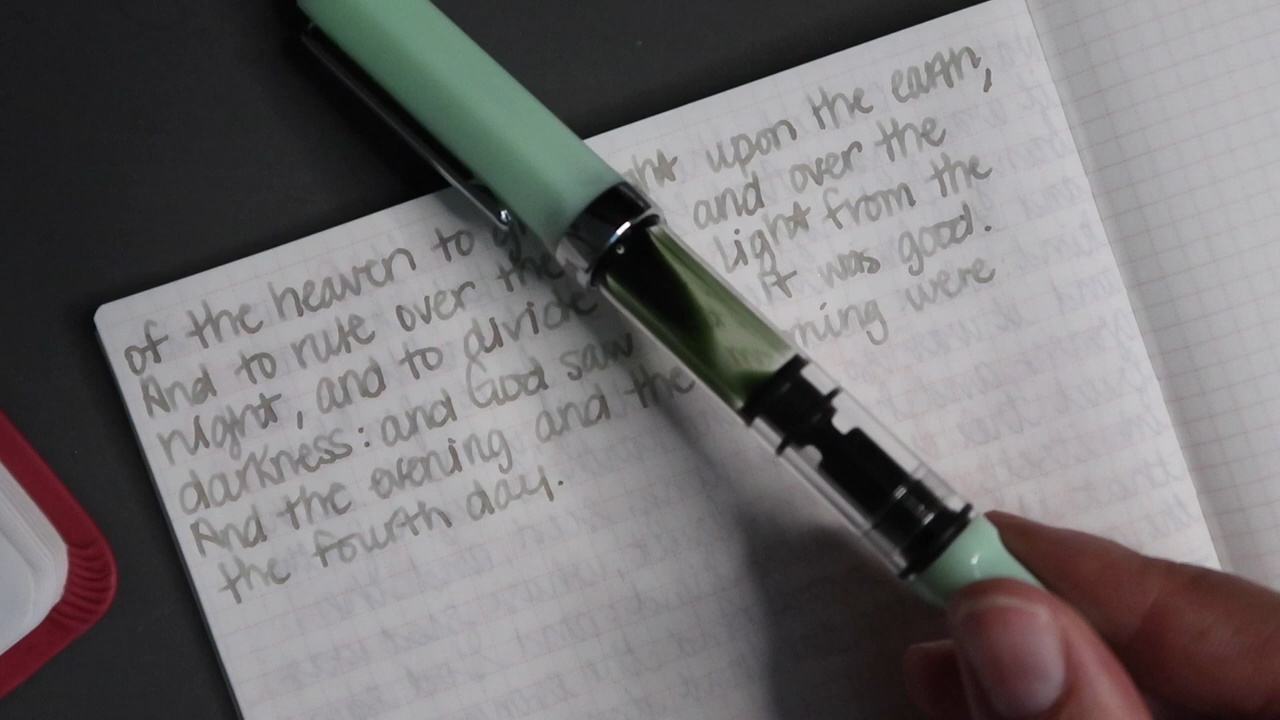 of the heaven to upon the earth,
And to rule over the and over the
night, and to divide light from the
darkness: and God saw it was good.
And the evening and the were
the fourth day.